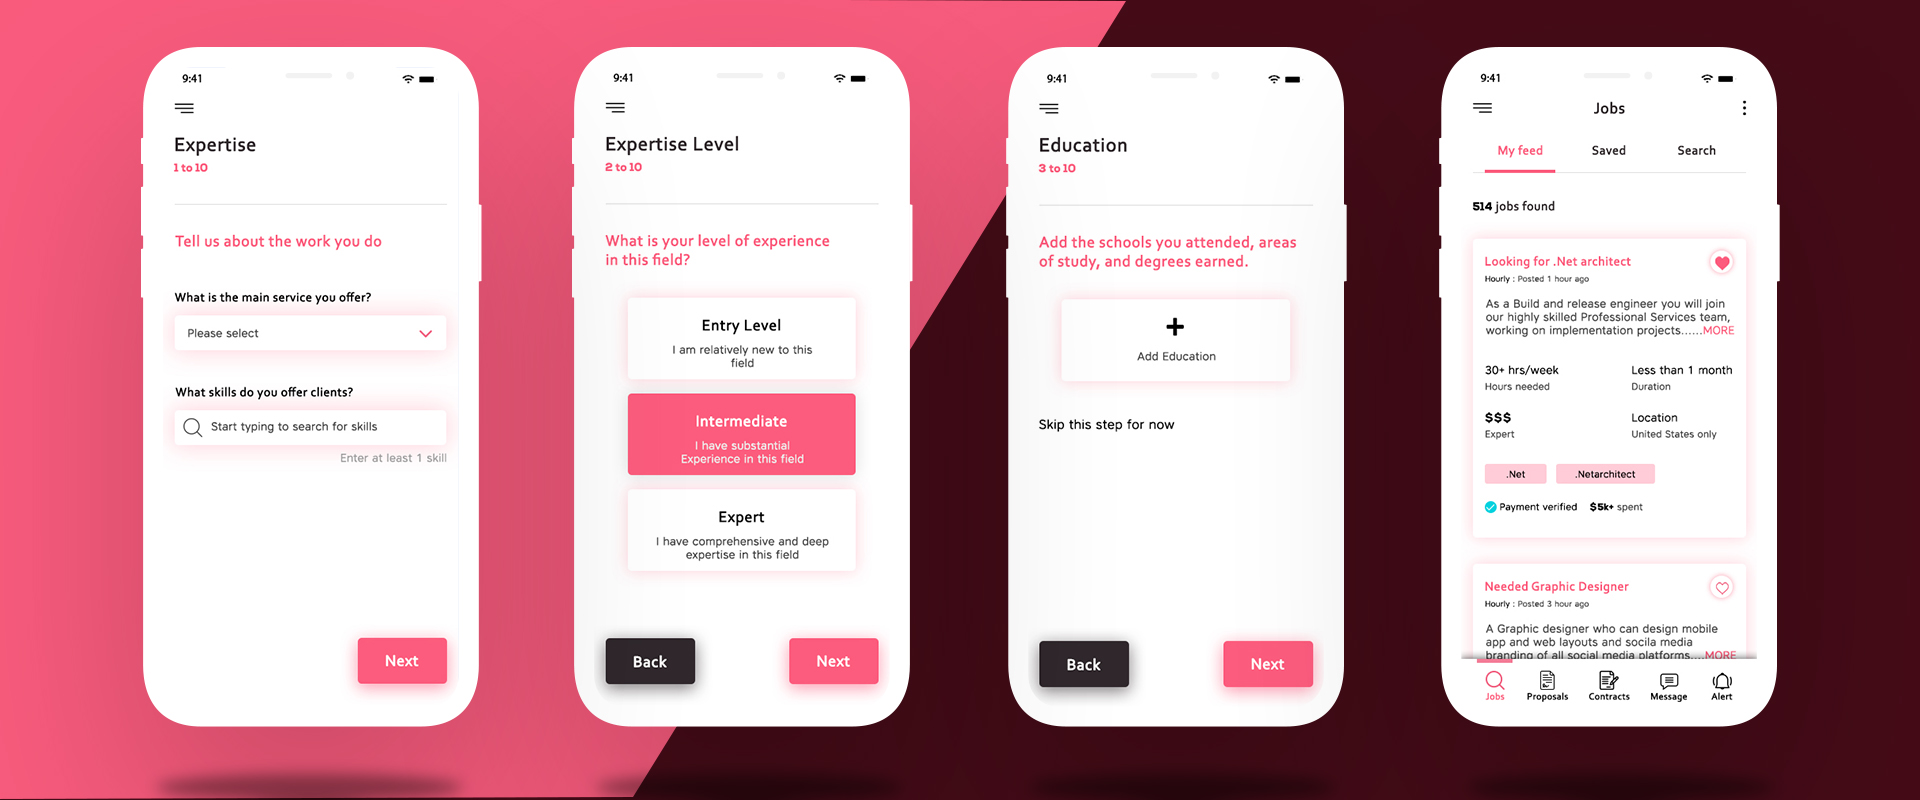 9:41
Expertise
1 to 10
Tell us about the work you do
What is the main service you offer?
Please select
What skills do you offer clients?
Start typing to search for skills
Enter at least 1 skill
Next
9:41
Expertise Level
2 to 10
What is your level of experience
in this field?
Entry Level
I am relatively new to this
field
Intermediate
I have substantial
Experience in this field
Expert
I have comprehensive and deep
expertise in this field
Back
Next
9:41
Education
3 to 10
Add the schools you attended, areas
of study, and degrees earned.
Add Education
Skip this step for now
Back
Next
9:41
Jobs
My feed Saved Search
514 jobs found
Looking for .Net architect
Hourly : Posted 1 hour ago
As a Build and release engineer you will join
our highly skilled Professional Services team,
working on implementation projects......MORE
30+ hrs/week Less than 1 month
Hours needed Duration
$$$ Location
Expert United States only
.Net .Netarchitect
Payment verified $5k+ spent
Needed Graphic Designer
Hourly : Posted 3 hour ago
A Graphic designer who can design mobile
app and web layouts and socila media
branding of all social media platforms....MORE
Jobs Proposals Contracts Message Alert